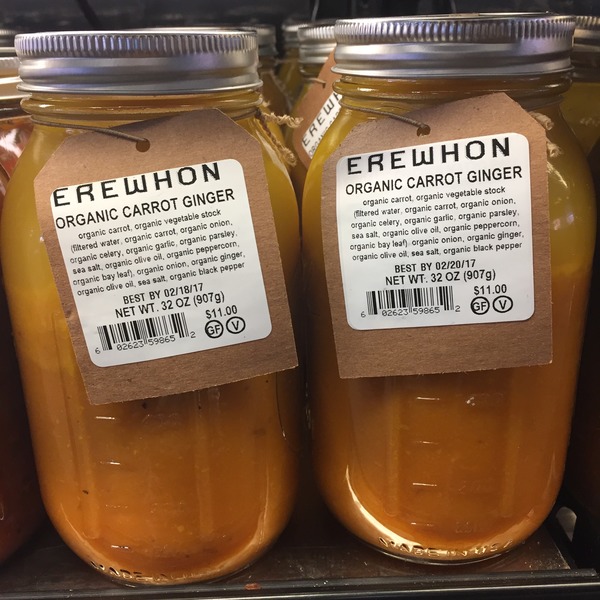 EREWHON
ORGANIC CARROT GINGER
organic carrot, organic vegetable stock
(filtered water, organic carrot, organic onion,
organic celery, organic garlic, organic parsley,
sea salt, organic olive oil, organic peppercorn,
organic bay leaf), organic onion, organic ginger,
organic olive oil, sea salt, organic black pepper
BEST BY 02/18/17
NET WT. 32 OZ (907g)
$11.00
GF V
6 02623 59865 2
MADE IN
EREWHON
ORGANIC CARROT GINGER
organic carrot, organic vegetable stock
(filtered water, organic carrot, organic onion,
organic celery, organic garlic, organic parsley,
sea salt, organic olive oil, organic peppercorn,
organic bay leaf) organic onion, organic ginger,
organic olive oil, sea salt, organic black pepper
BEST BY 02/20/17
NET WT. 32 OZ (907g)
$11.00
GF V
6 02623 59865 2
MADE IN
EREW